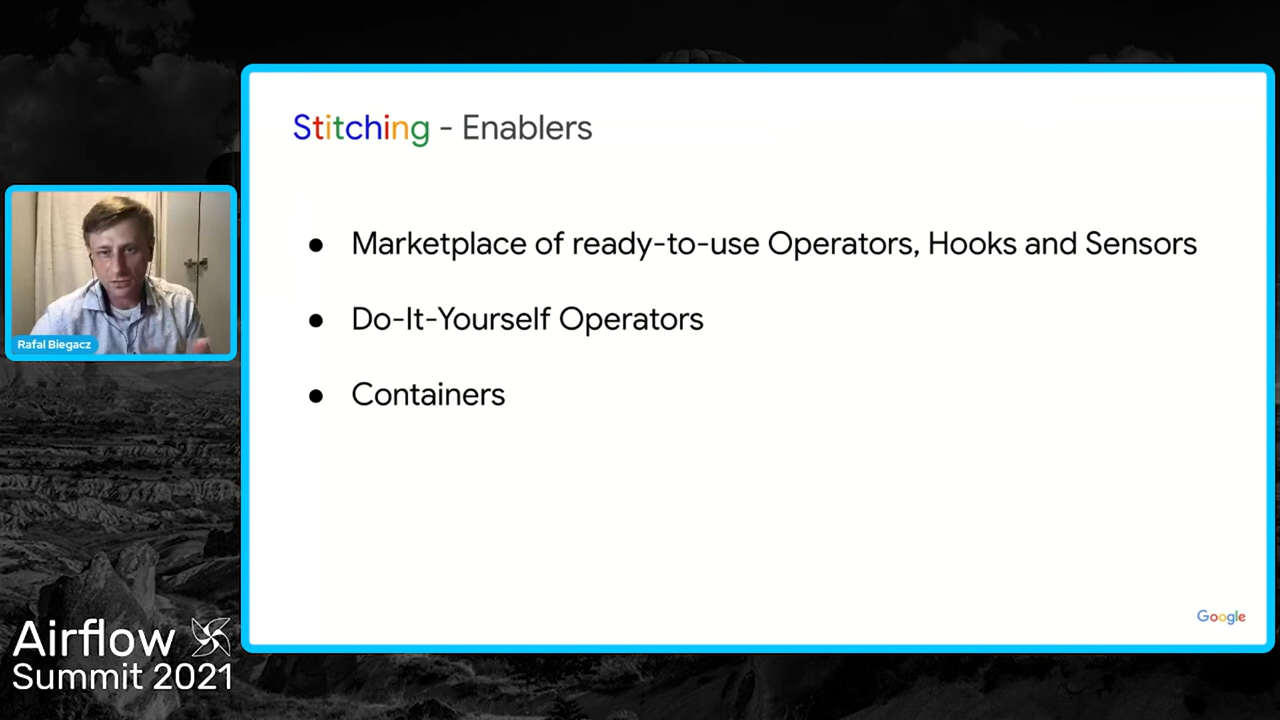 Stitching - Enablers
● Marketplace of ready-to-use Operators, Hooks and Sensors
● Do-It-Yourself Operators
● Containers
Rafal Biegacz
Google
Airflow
Summit 2021